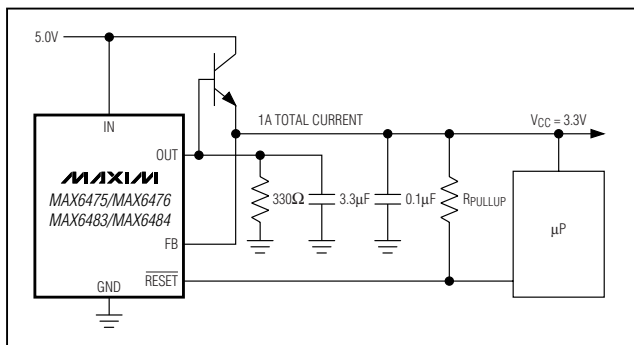 5.0V
IN
1A TOTAL CURRENT
VCC = 3.3V
OUT
MAXIM
MAX6475/MAX6476
MAX6483/MAX6484
330Ω
3.3µF
0.1µF
RPULLUP
µP
FB
GND
RESET